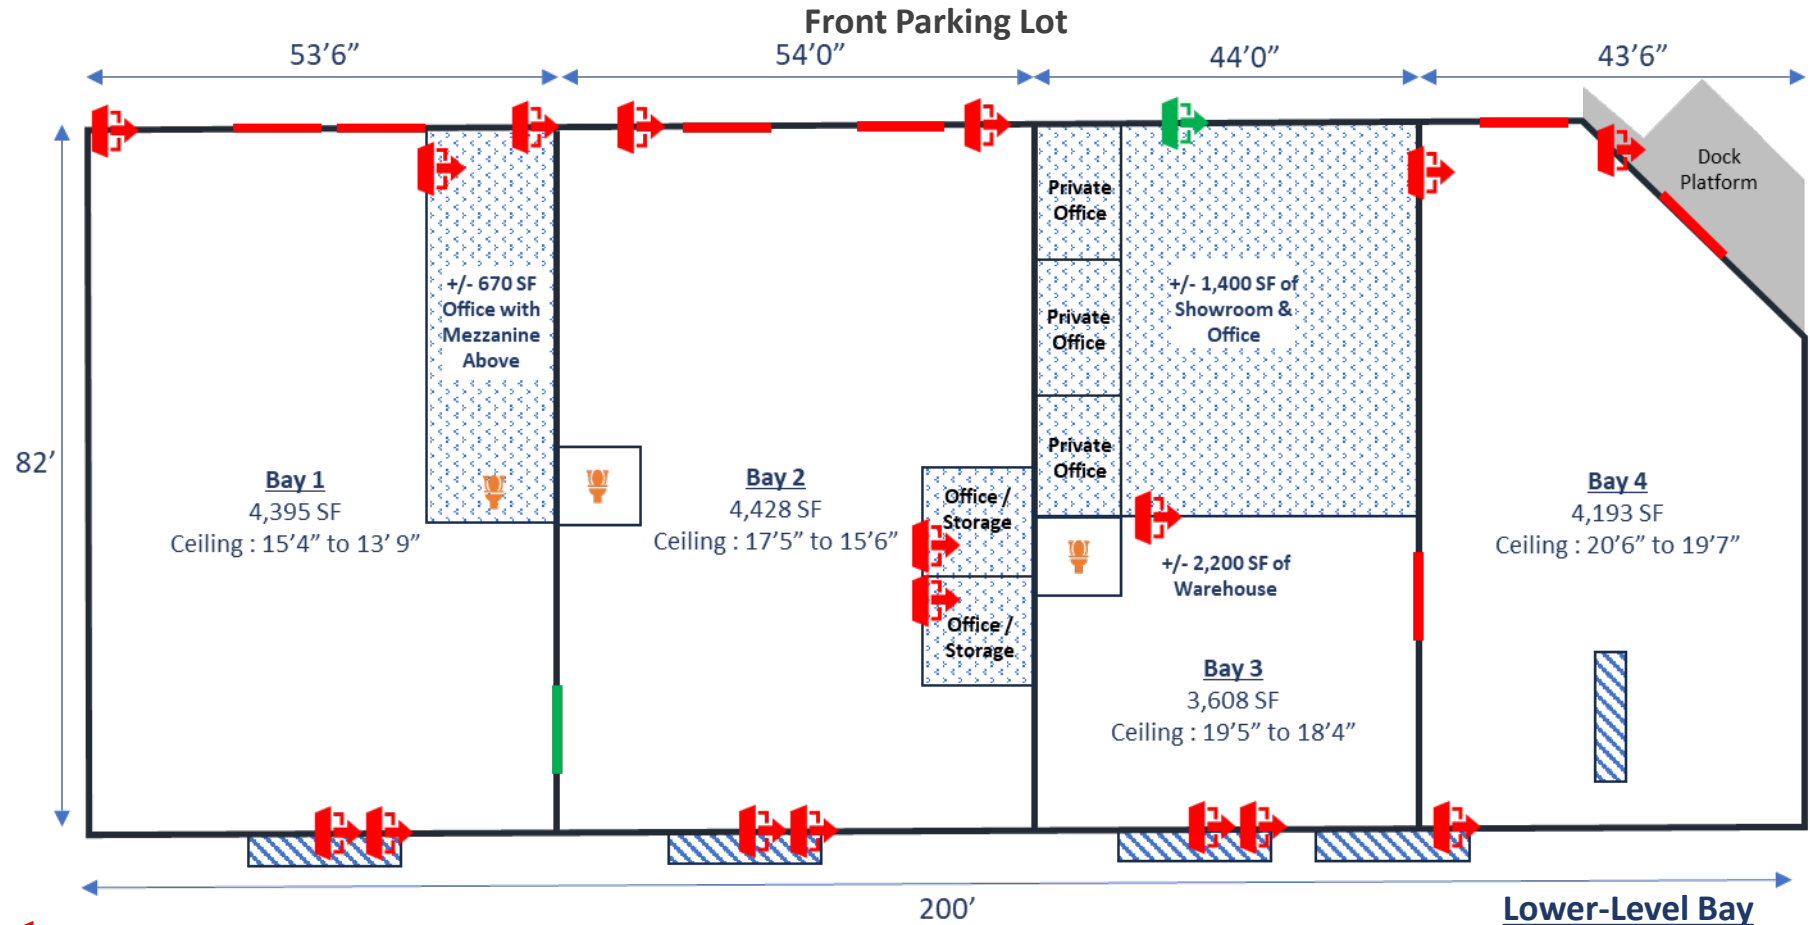 Front Parking Lot
53’6”
54’0”
44’0”
43’6”
Dock
Platform
82’
+/- 670 SF
Office with
Mezzanine
Above
Bay 1
4,395 SF
Ceiling : 15’4” to 13’ 9”
Bay 2
4,428 SF
Ceiling : 17’5” to 15’6”
Office /
Storage
Office /
Storage
Private
Office
Private
Office
Private
Office
+/- 1,400 SF of
Showroom &
Office
+/- 2,200 SF of
Warehouse
Bay 3
3,608 SF
Ceiling : 19’5” to 18’4”
Bay 4
4,193 SF
Ceiling : 20’6” to 19’7”
200’
Lower-Level Bay